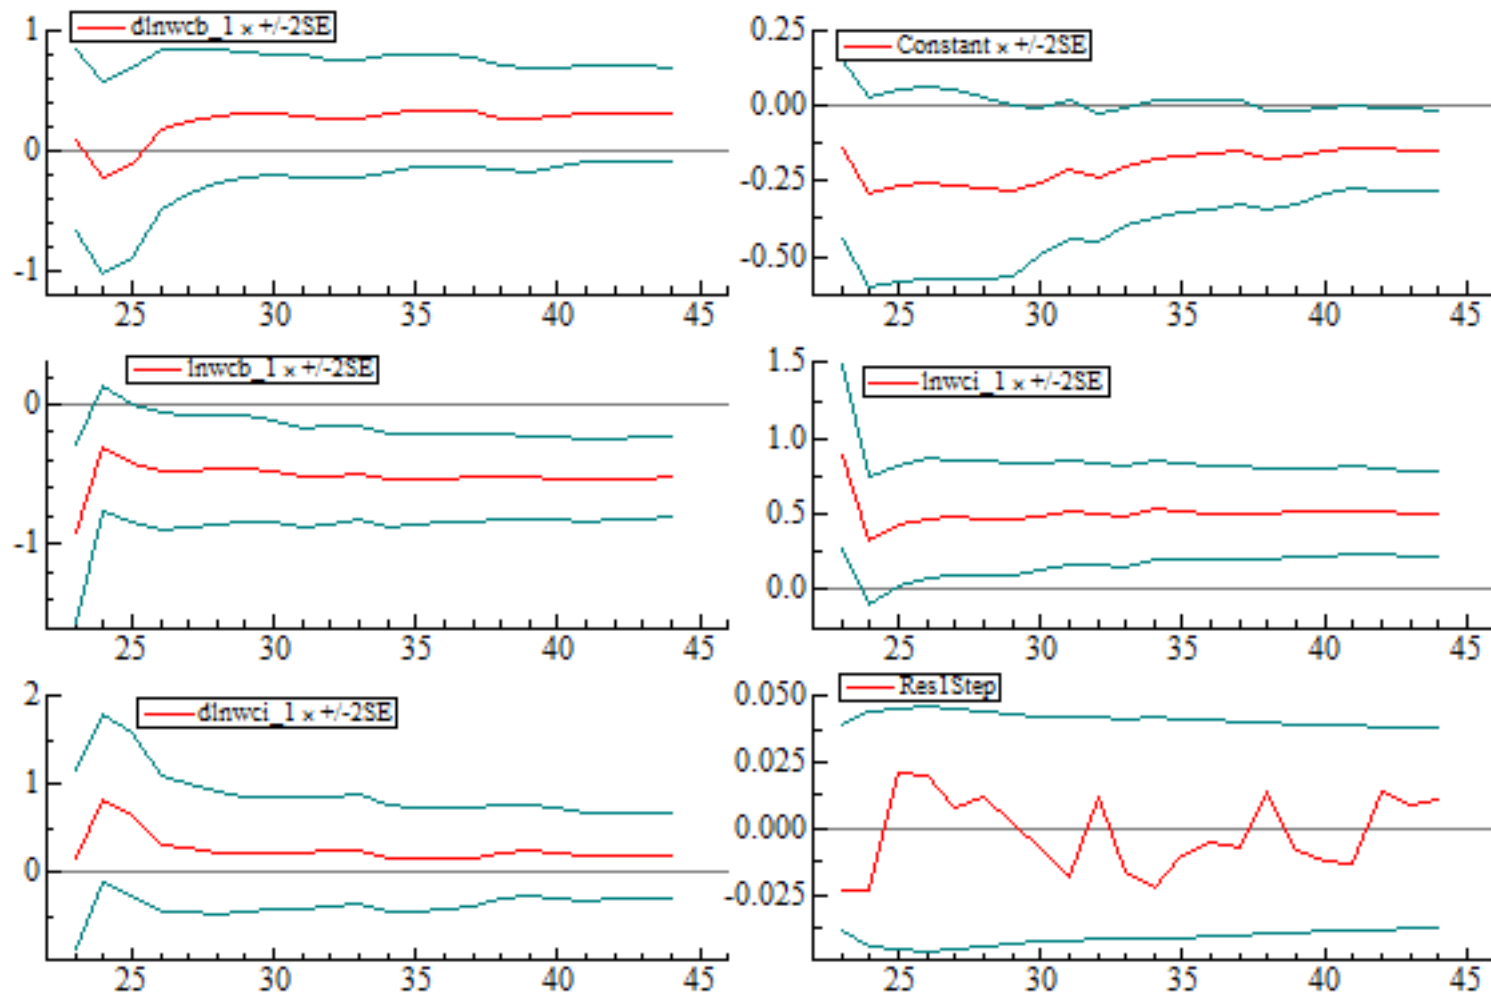 dlnwcb_1 × +/-2SE
1
0
-1
25 30 35 40 45
Constant × +/-2SE
0.25
0.00
-0.25
-0.50
25 30 35 40 45
lnwcb_1 × +/-2SE
0
-1
25 30 35 40 45
lnwci_1 × +/-2SE
1.5
1.0
0.5
0.0
25 30 35 40 45
dlnwci_1 × +/-2SE
2
1
0
25 30 35 40 45
Res1Step
0.050
0.025
0.000
-0.025
25 30 35 40 45